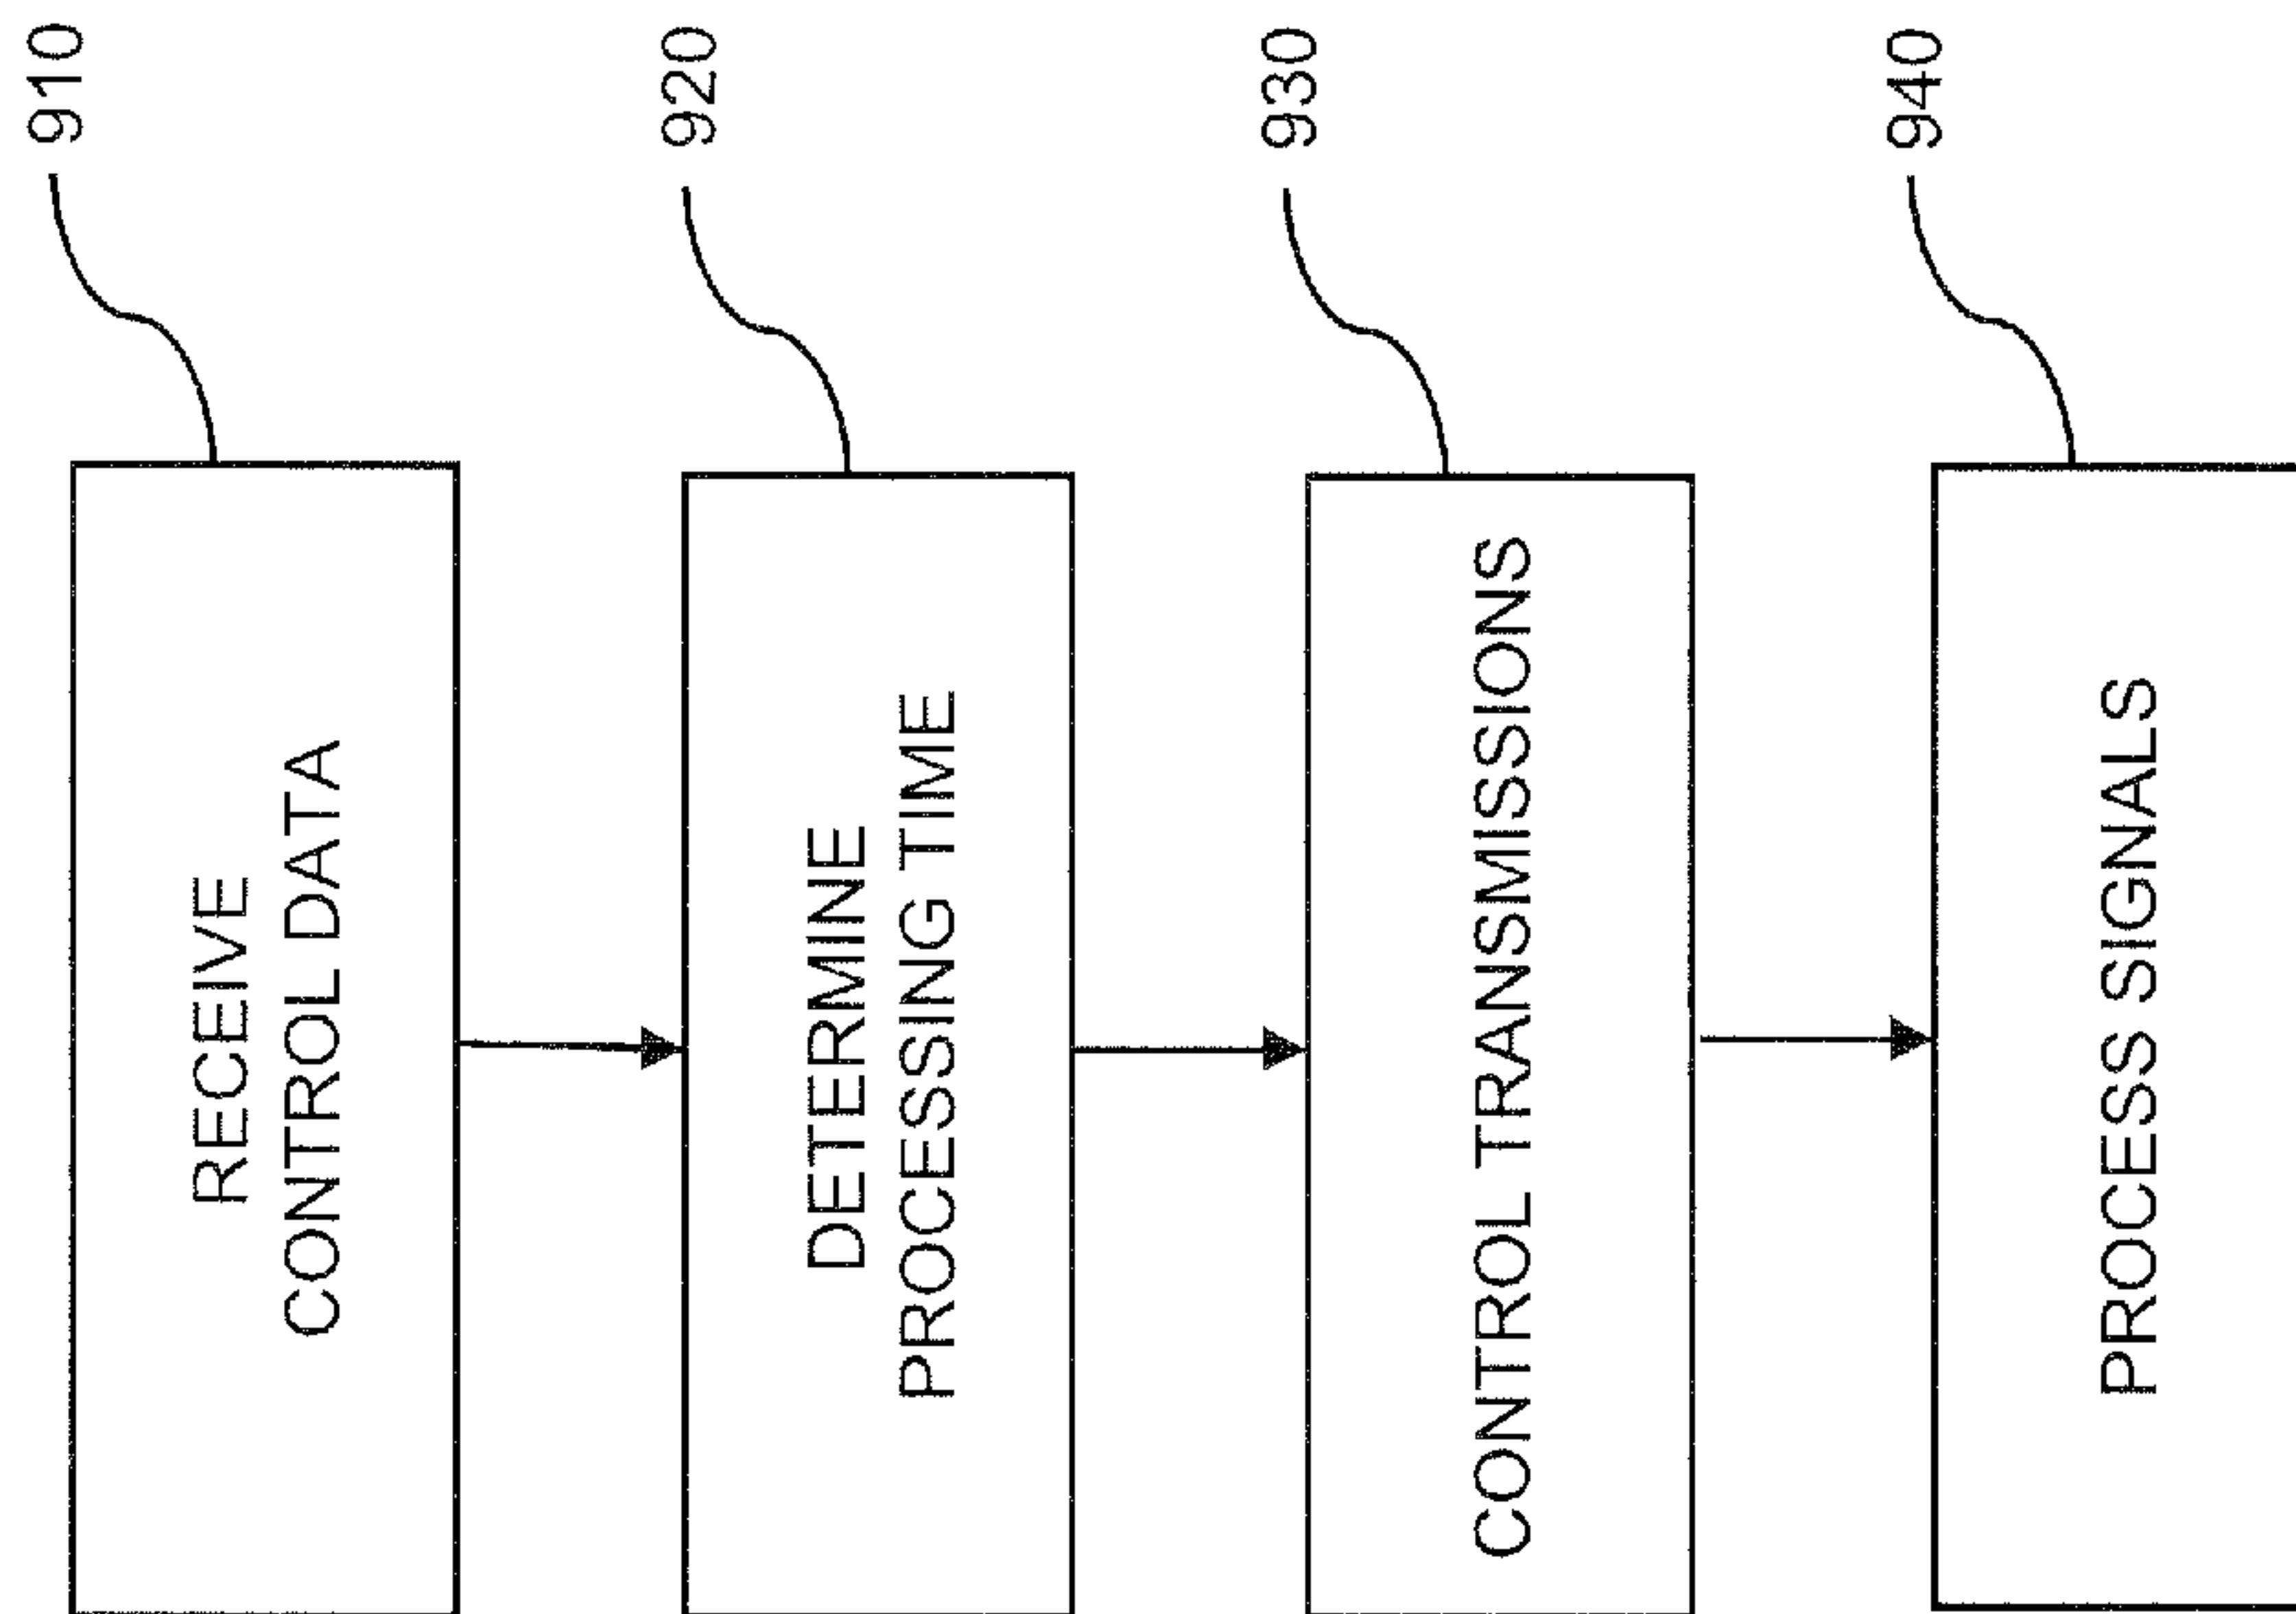 910
RECEIVE
CONTROL DATA
920
DETERMINE
PROCESSING TIME
930
CONTROL TRANSMISSIONS
940
PROCESS SIGNALS